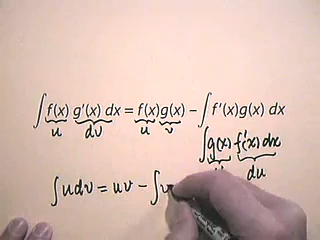 ∫ f(x) g'(x) dx = f(x) g(x) − ∫ f'(x)g(x) dx
u dv u v
∫ g(x) f'(x) dx
du
∫ u dv = uv − ∫